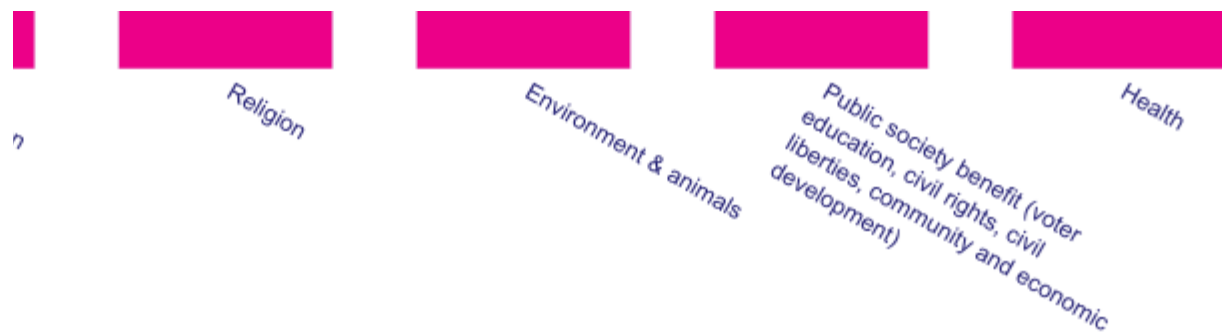 n
Religion
Environment & animals
Public society benefit (voter
education, civil rights, civil
liberties, community and economic
development)
Health